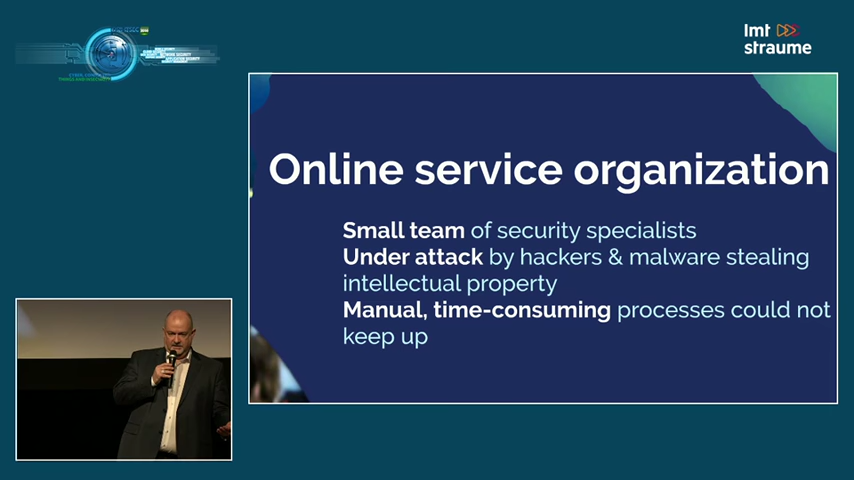 lmt
straume
Online service organization
Small team of security specialists
Under attack by hackers & malware stealing
intellectual property
Manual, time-consuming processes could not
keep up